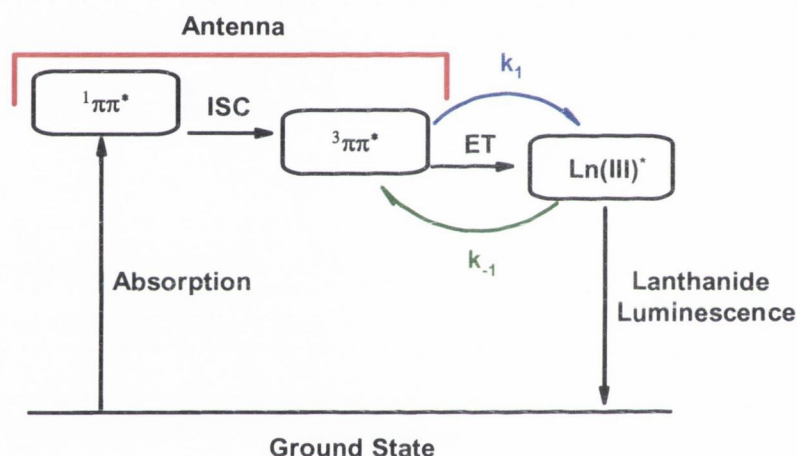 Antenna
¹ππ*
ISC
³ππ*
k₁
ET
Ln(III)*
k₋₁
Absorption
Lanthanide
Luminescence
Ground State